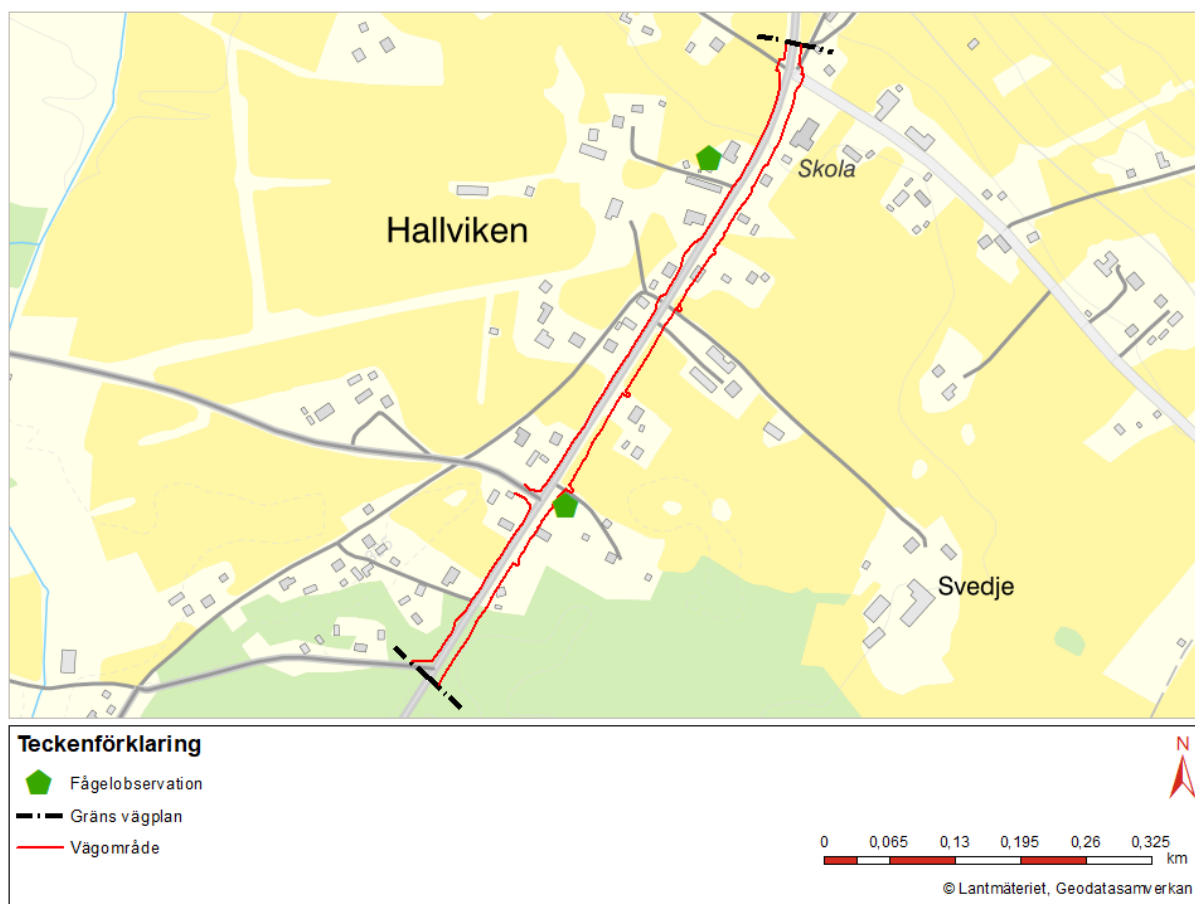 Skola
Hallviken
Svedje
Teckenförklaring
Fågelobservation
Gräns vägplan
Vägområde
N
0 0,065 0,13 0,195 0,26 0,325
km
© Lantmäteriet, Geodatasamverkan